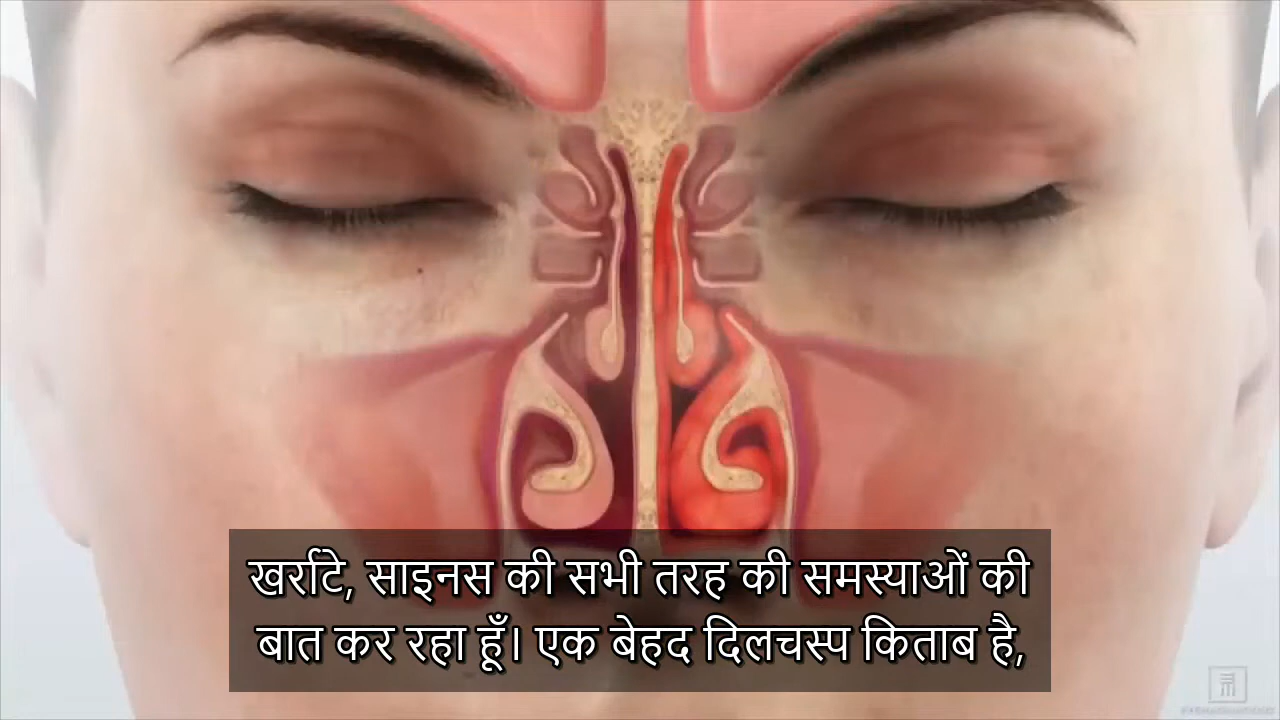 खर्राटे, साइनस की सभी तरह की समस्याओं की
बात कर रहा हूँ। एक बेहद दिलचस्प किताब है,